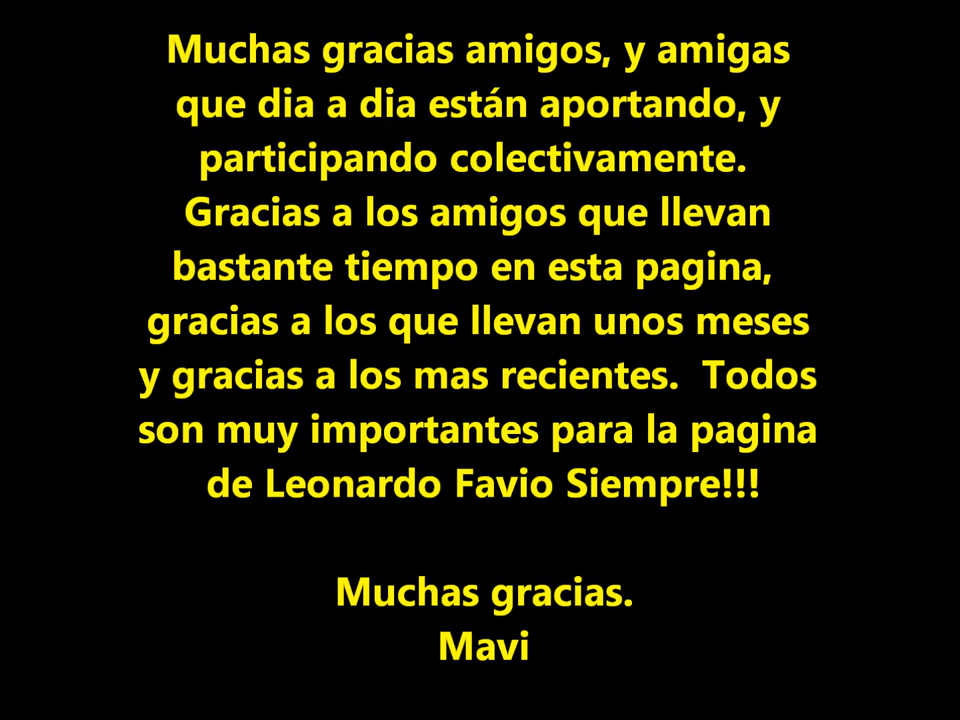 Muchas gracias amigos, y amigas
que dia a dia están aportando, y
participando colectivamente.
Gracias a los amigos que llevan
bastante tiempo en esta pagina,
gracias a los que llevan unos meses
y gracias a los mas recientes.  Todos
son muy importantes para la pagina
de Leonardo Favio Siempre!!!
Muchas gracias.
Mavi